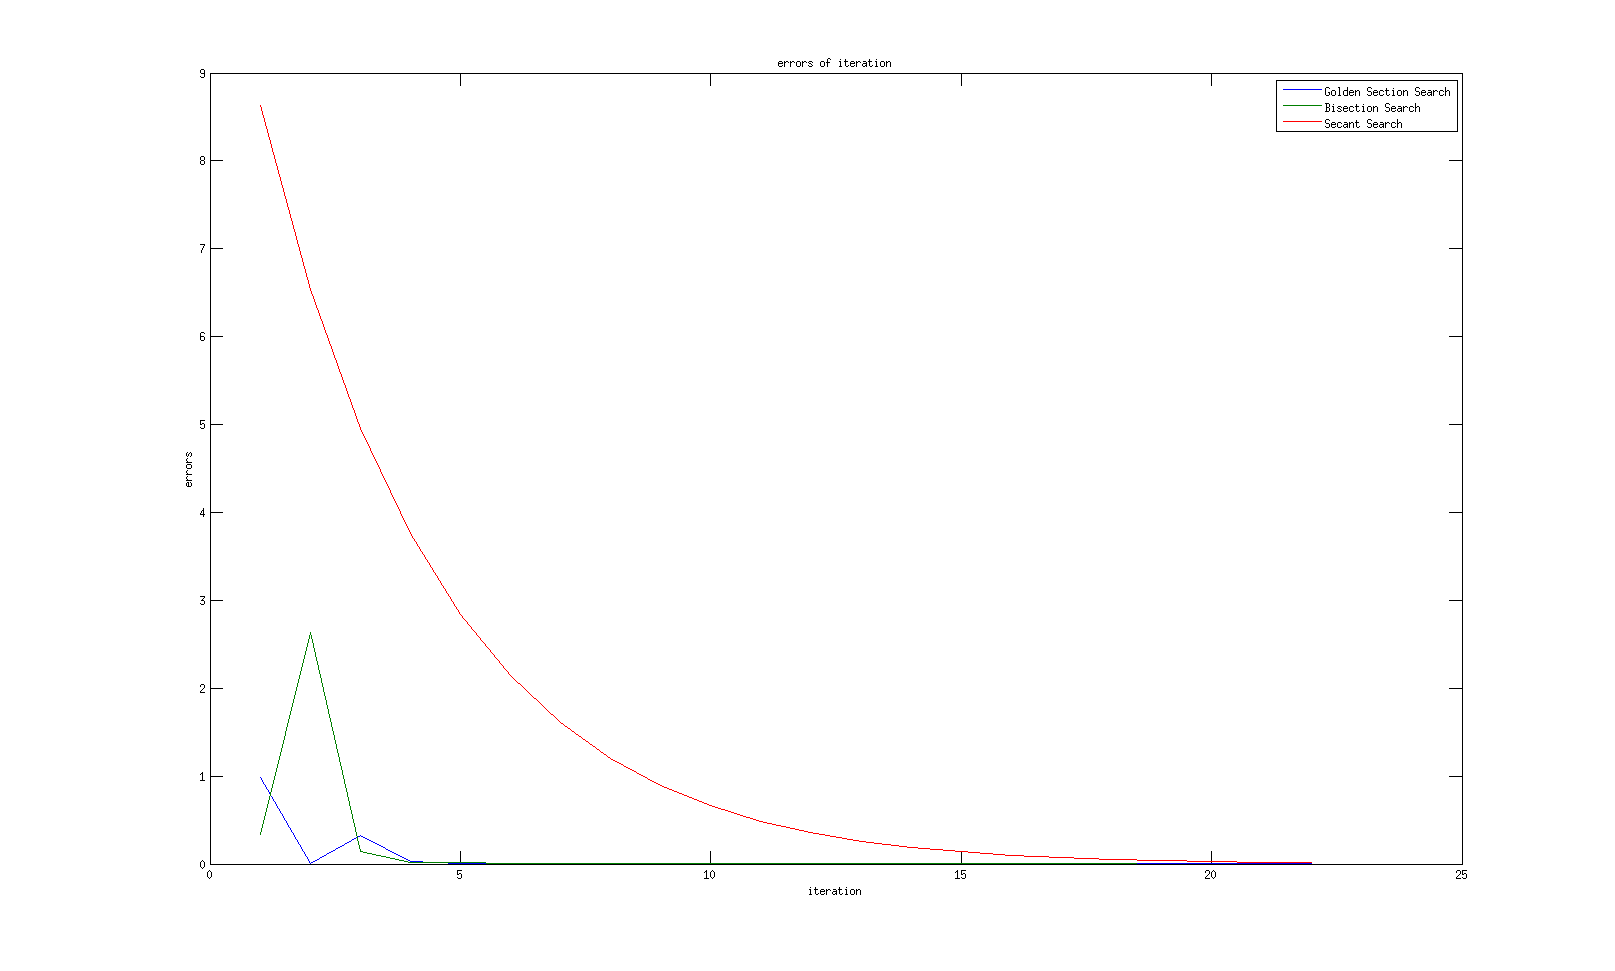 errors of iteration
Golden Section Search
Bisection Search
Secant Search
9
8
7
6
5
4
3
2
1
0
errors
0 5 10 15 20 25
iteration